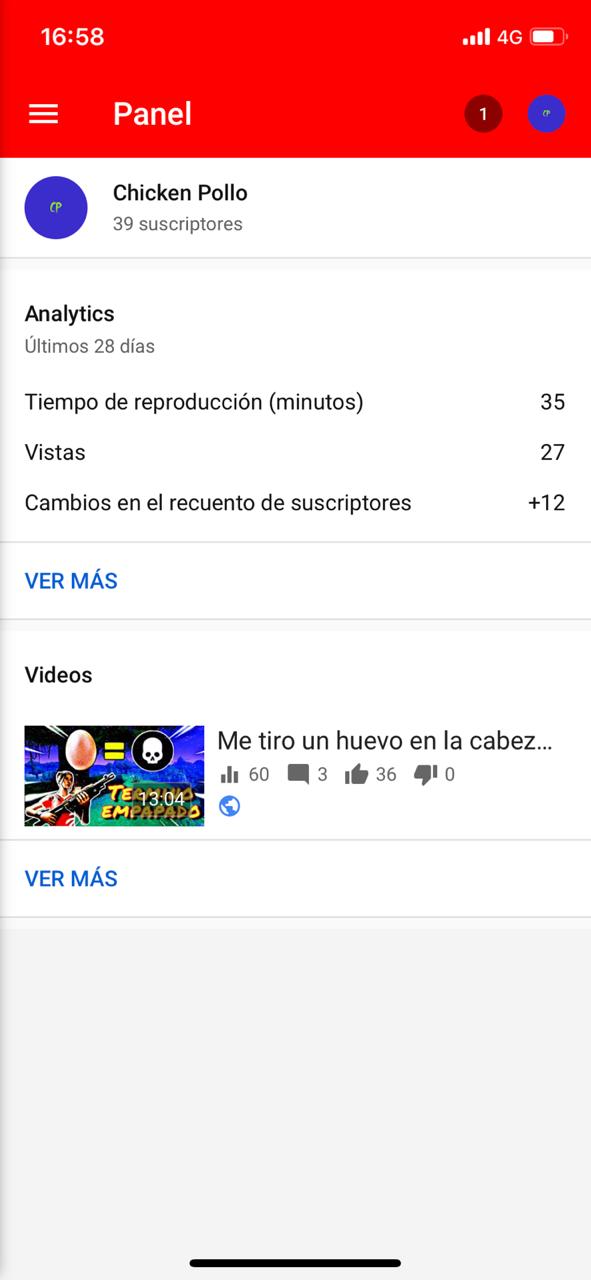 16:58
4G
Panel
1
CP
CP
Chicken Pollo
39 suscriptores
Analytics
Últimos 28 días
Tiempo de reproducción (minutos) 35
Vistas 27
Cambios en el recuento de suscriptores +12
VER MÁS
Videos
Me tiro un huevo en la cabez...
60 3 36 0
TERMINO
13:04
EMPAPADO
VER MÁS